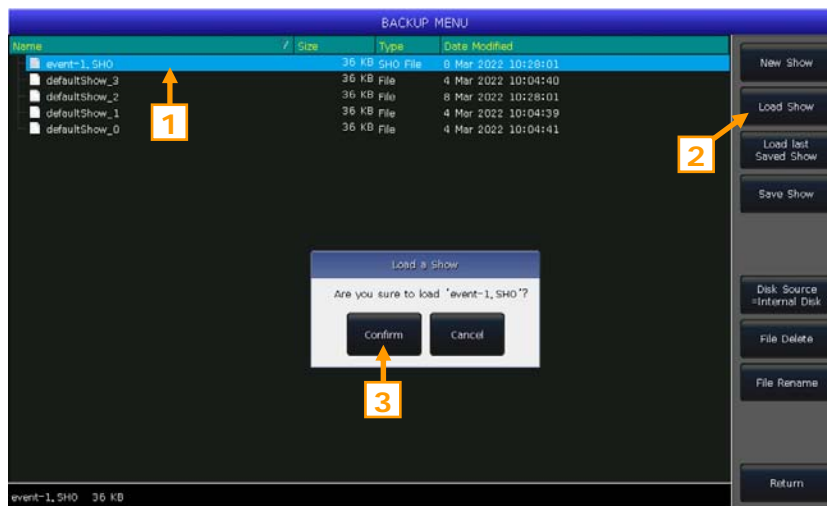 BACKUP MENU
Name / Size Type Date Modified
event-1.SHO 36 KB SHO File 8 Mar 2022 10:28:01
defaultShow_3 36 KB File 4 Mar 2022 10:04:40
defaultShow_2 36 KB File 8 Mar 2022 10:28:01
defaultShow_1 36 KB File 4 Mar 2022 10:04:39
defaultShow_0 36 KB File 4 Mar 2022 10:04:41
1
New Show
Load Show
2
Load last
Saved Show
Save Show
Load a Show
Are you sure to load 'event-1.SHO'?
Confirm Cancel
3
Disk Source
=Internal Disk
File Delete
File Rename
Return
event-1.SHO 36 KB